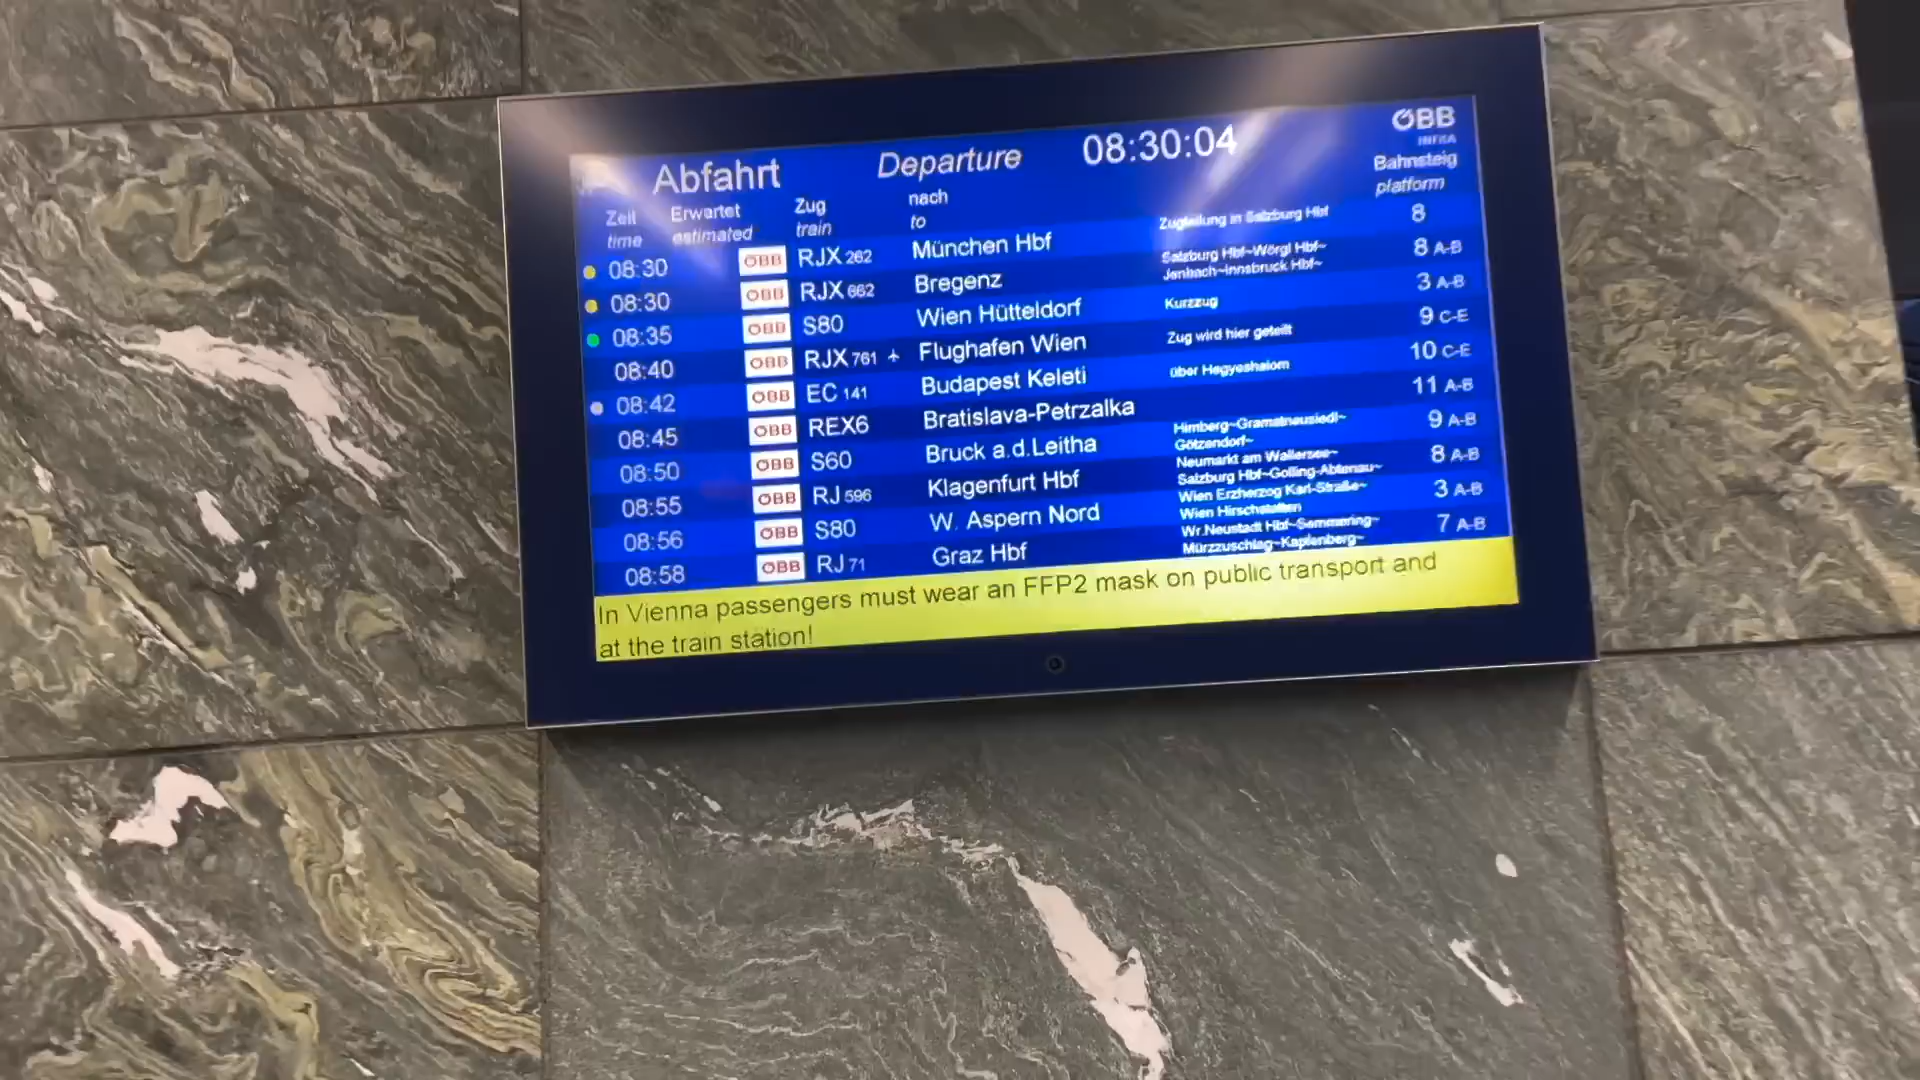 Abfahrt Departure 08:30:04 ÖBB
INFRA
Zeit Erwartet Zug nach Bahnsteig
time estimated train to platform
08:30 ÖBB RJX 262 München Hbf Zugteilung in Salzburg Hbf 8
08:30 ÖBB RJX 662 Bregenz Salzburg Hbf~Wörgl Hbf~ 8 A-B
Jenbach~Innsbruck Hbf~
08:35 ÖBB S80 Wien Hütteldorf Kurzzug 3 A-B
08:40 ÖBB RJX 761 Flughafen Wien Zug wird hier geteilt 9 C-E
08:42 ÖBB EC 141 Budapest Keleti über Hegyeshalom 10 C-E
08:45 ÖBB REX6 Bratislava-Petrzalka 11 A-B
08:50 ÖBB S60 Bruck a.d.Leitha Himberg~Gramatneusiedl~ 9 A-B
Götzendorf~
08:55 ÖBB RJ 596 Klagenfurt Hbf Neumarkt am Wallersee~ 8 A-B
Salzburg Hbf~Golling-Abtenau~
08:56 ÖBB S80 W. Aspern Nord Wien Erzherzog Karl-Straße~ 3 A-B
Wien Hirschstetten
08:58 ÖBB RJ 71 Graz Hbf Wr.Neustadt Hbf~Semmering~ 7 A-B
Mürzzuschlag~Kapfenberg~
In Vienna passengers must wear an FFP2 mask on public transport and
at the train station!